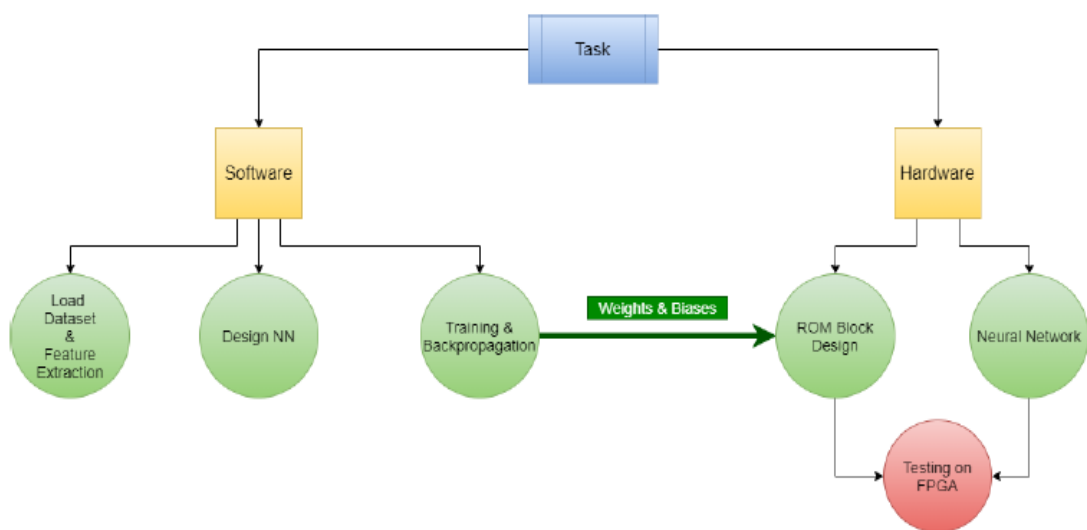 Task
Software
Hardware
Load
Dataset
&
Feature
Extraction
Design NN
Training &
Backpropagation
Weights & Biases
ROM Block
Design
Neural Network
Testing on
FPGA